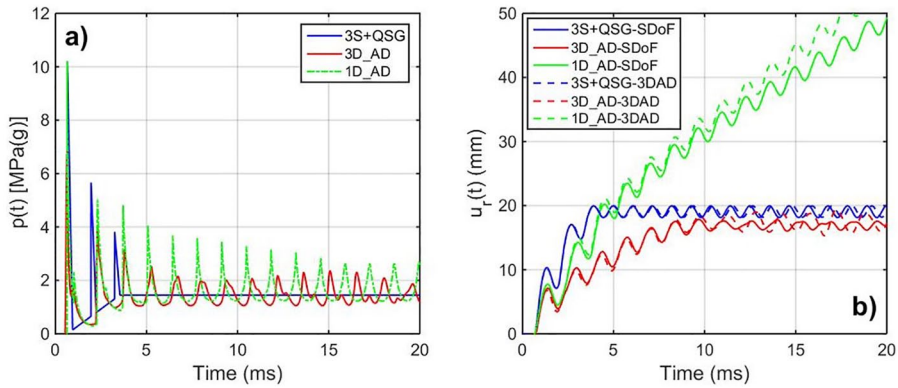 a)
3S+QSG
3D_AD
1D_AD
p(t) [MPa(g)]
12
10
8
6
4
2
0
0 5 10 15 20
Time (ms)
3S+QSG-SDoF
3D_AD-SDoF
1D_AD-SDoF
3S+QSG-3DAD
3D_AD-3DAD
1D_AD-3DAD
b)
u_r(t) (mm)
50
40
30
20
10
0
0 5 10 15 20
Time (ms)